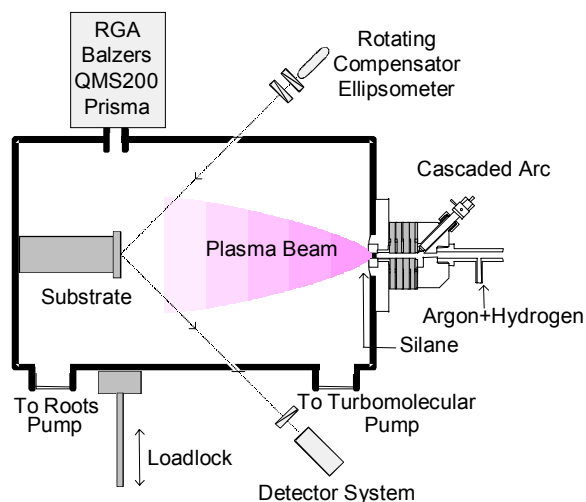 RGA
Balzers
QMS200
Prisma
Rotating
Compensator
Ellipsometer
Cascaded Arc
Plasma Beam
Substrate
Argon+Hydrogen
Silane
To Roots
Pump
To Turbomolecular
Pump
Loadlock
Detector System